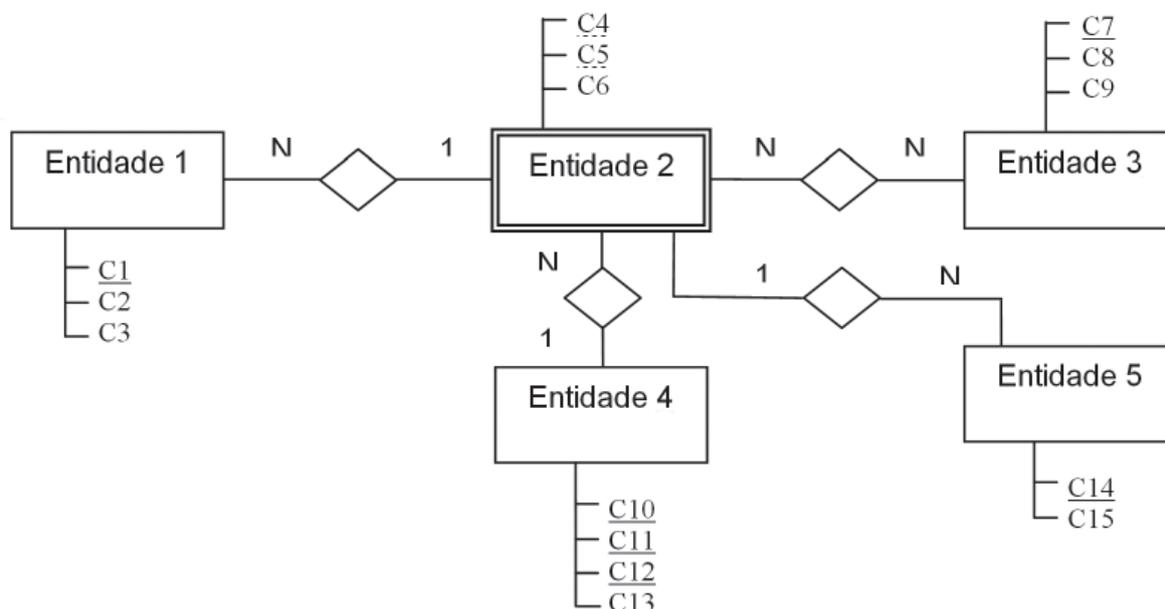 C4
C5
C6
C7
C8
C9
Entidade 1
N
1
Entidade 2
N
N
Entidade 3
C1
C2
C3
N
1
1
N
Entidade 4
Entidade 5
C10
C11
C12
C13
C14
C15